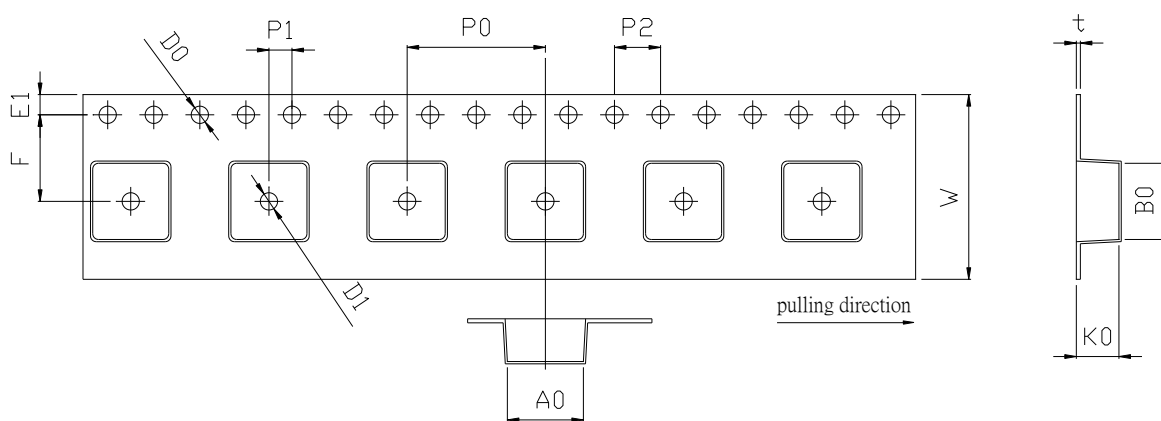 P1
P0
P2
t
D0
E1
F
W
B0
D1
pulling direction
K0
A0